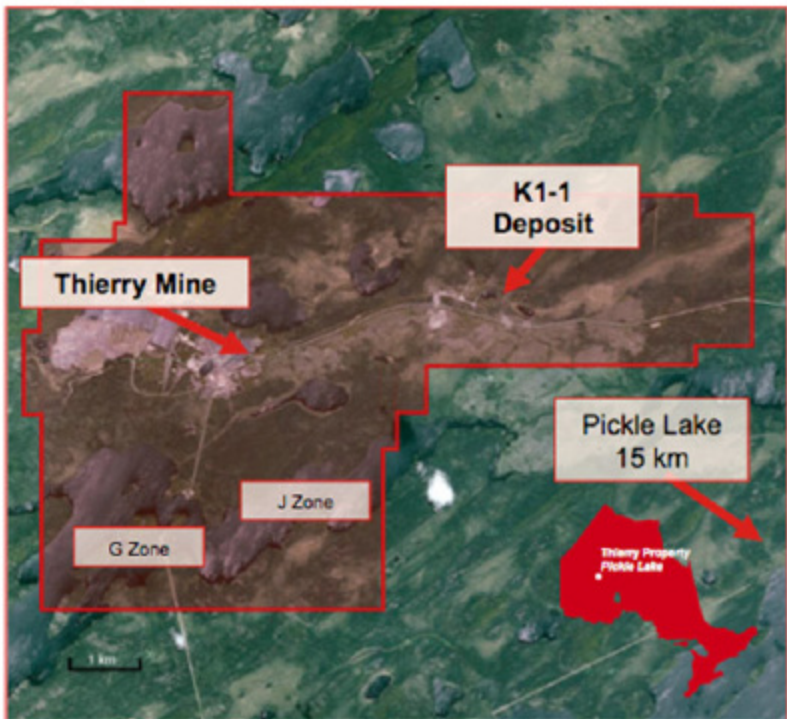 K1-1
Deposit
Thierry Mine
Pickle Lake
15 km
J Zone
G Zone
Thierry Property
Pickle Lake
1 km